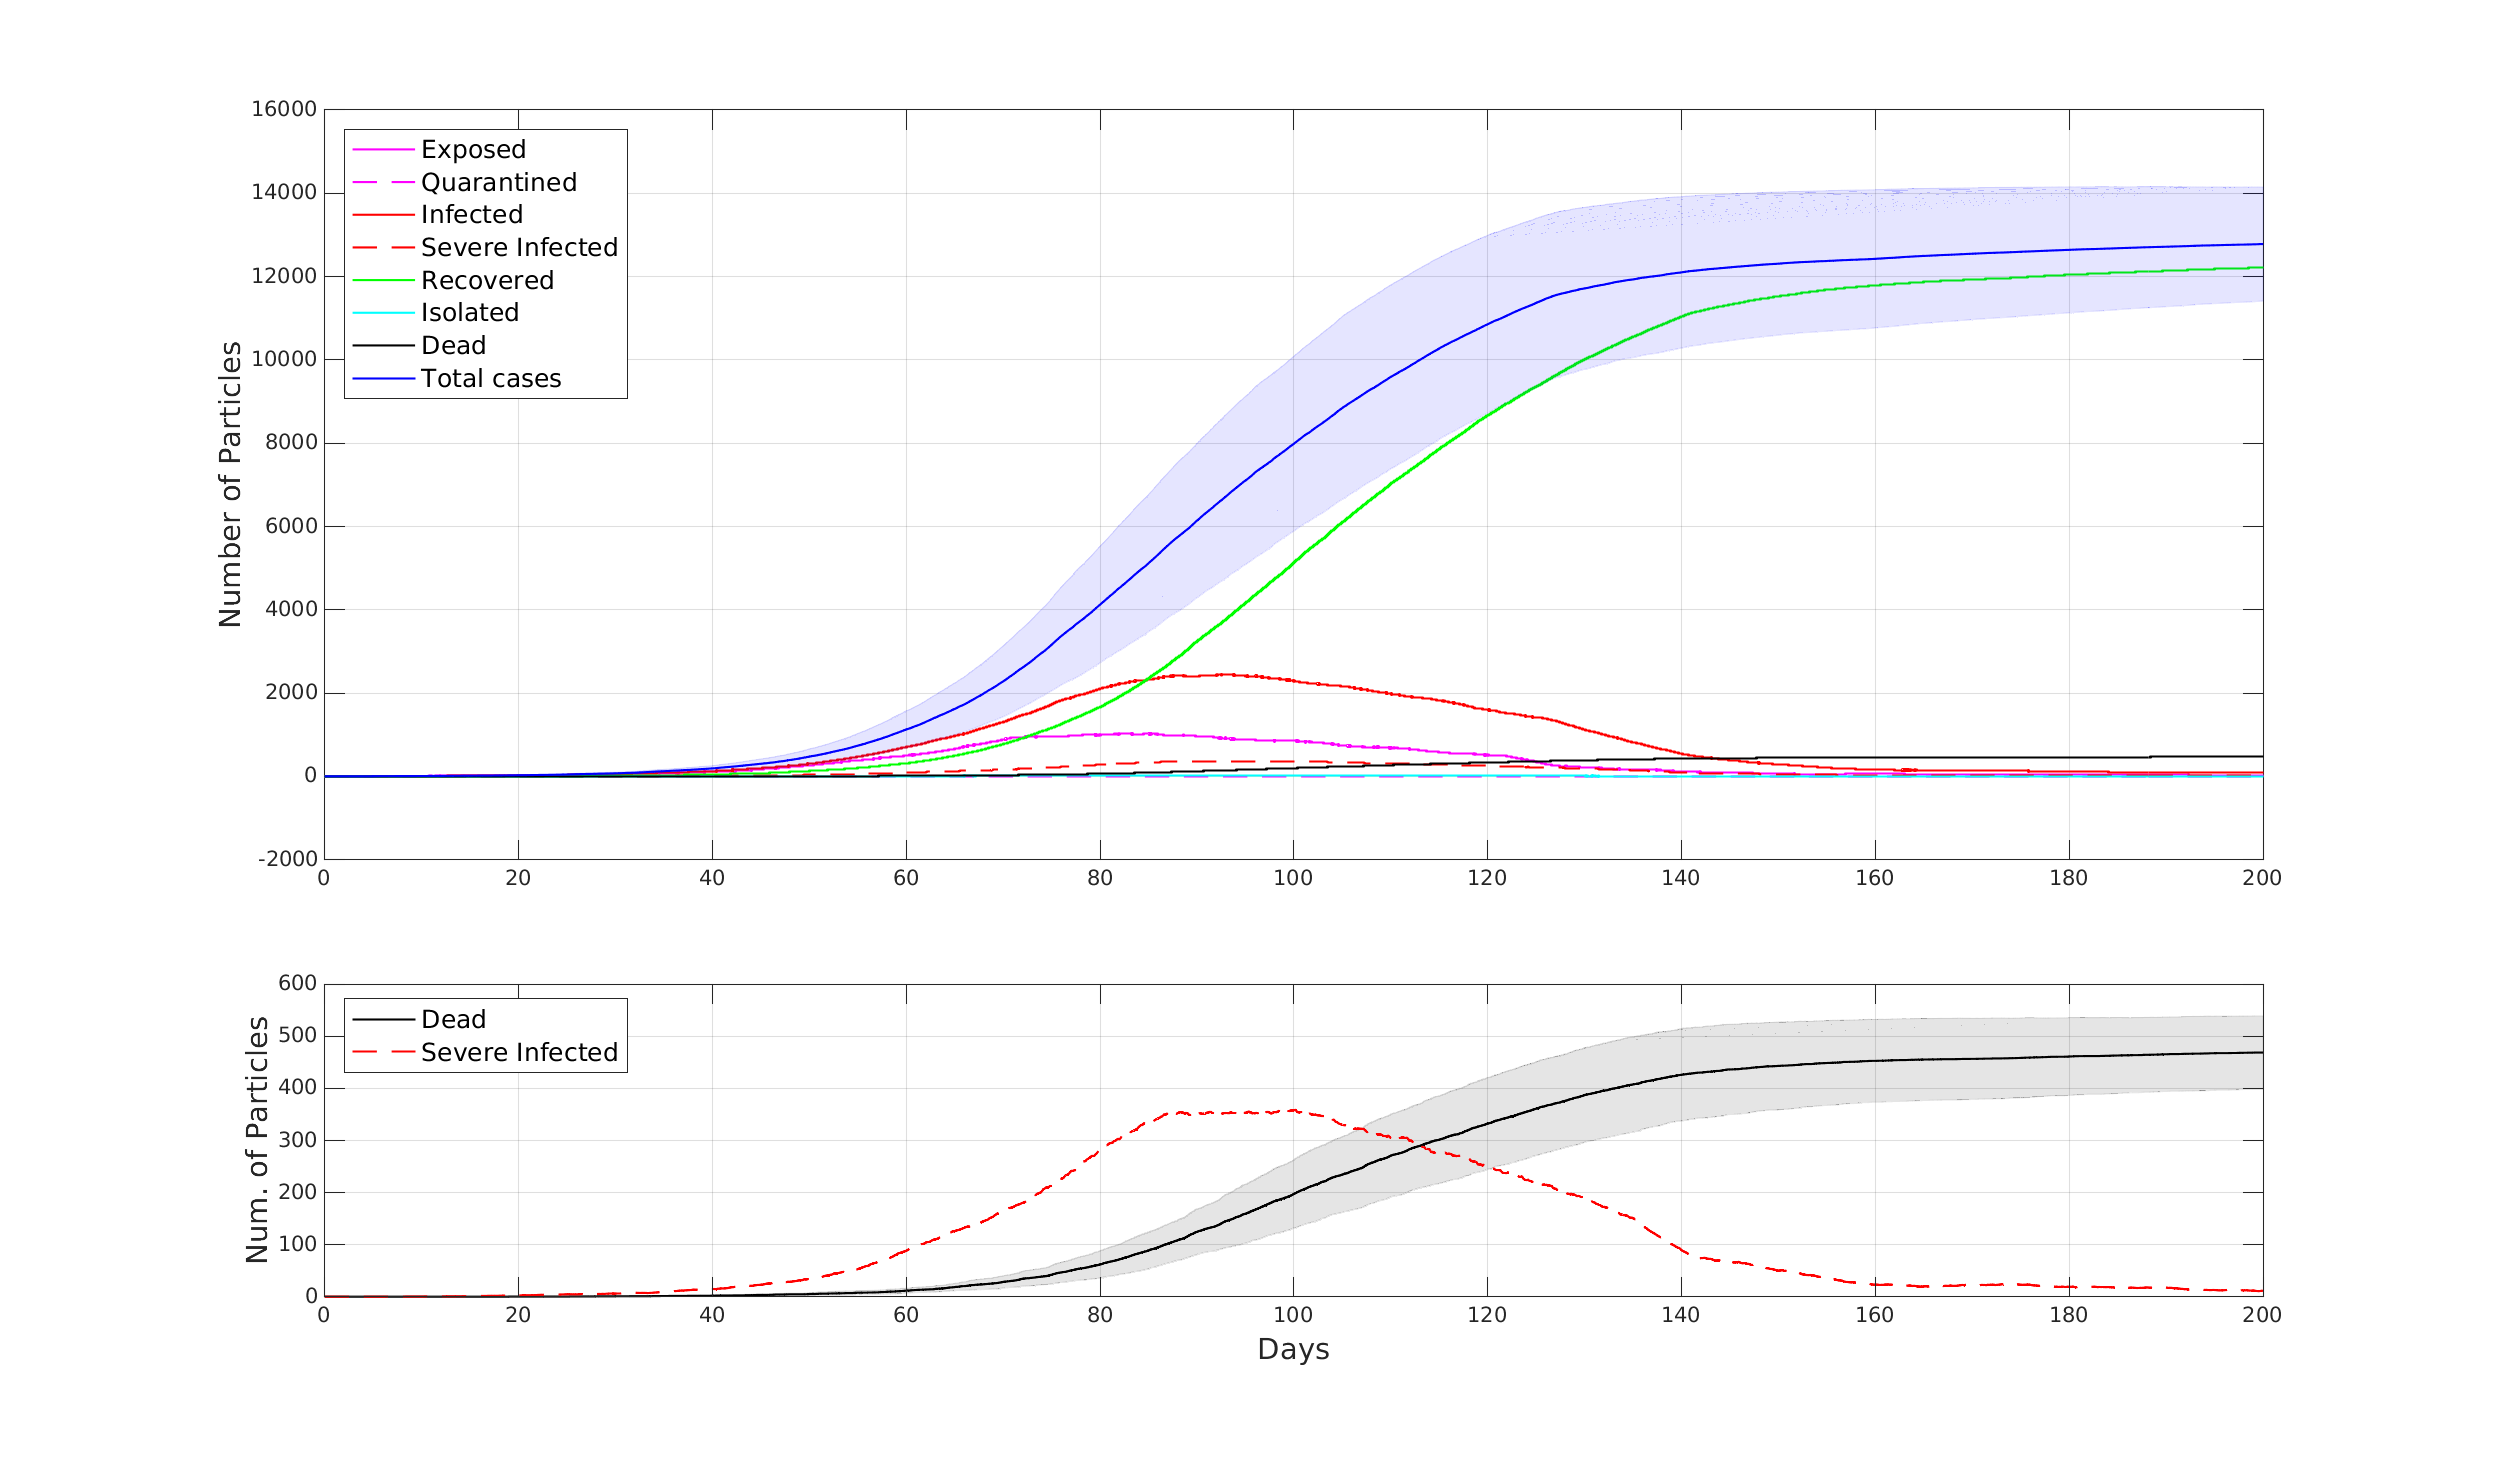 16000
14000
12000
10000
8000
6000
4000
2000
0
-2000
Number of Particles
Exposed
Quarantined
Infected
Severe Infected
Recovered
Isolated
Dead
Total cases
0 20 40 60 80 100 120 140 160 180 200
600
500
400
300
200
100
0
Num. of Particles
Dead
Severe Infected
0 20 40 60 80 100 120 140 160 180 200
Days